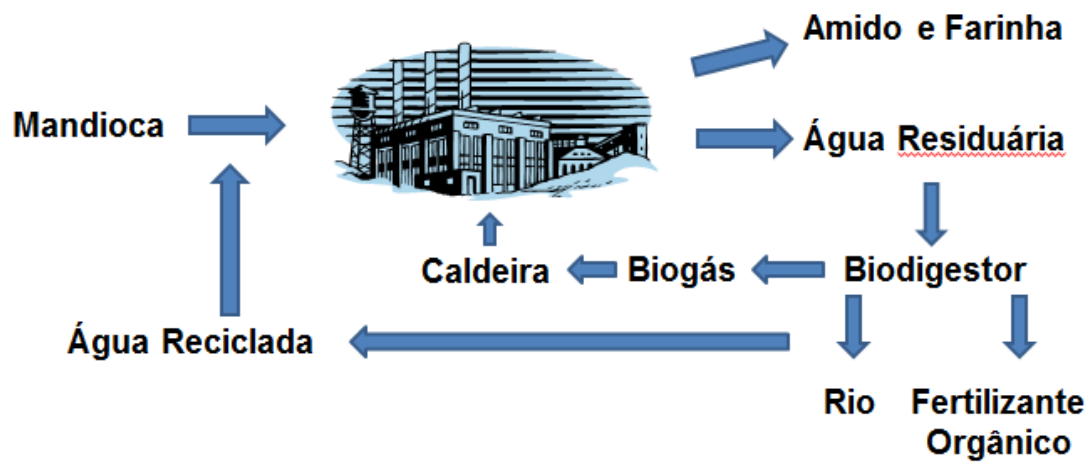 Amido e Farinha
Mandioca
Água Residuária
Caldeira
Biogás
Biodigestor
Água Reciclada
Rio
Fertilizante
Orgânico